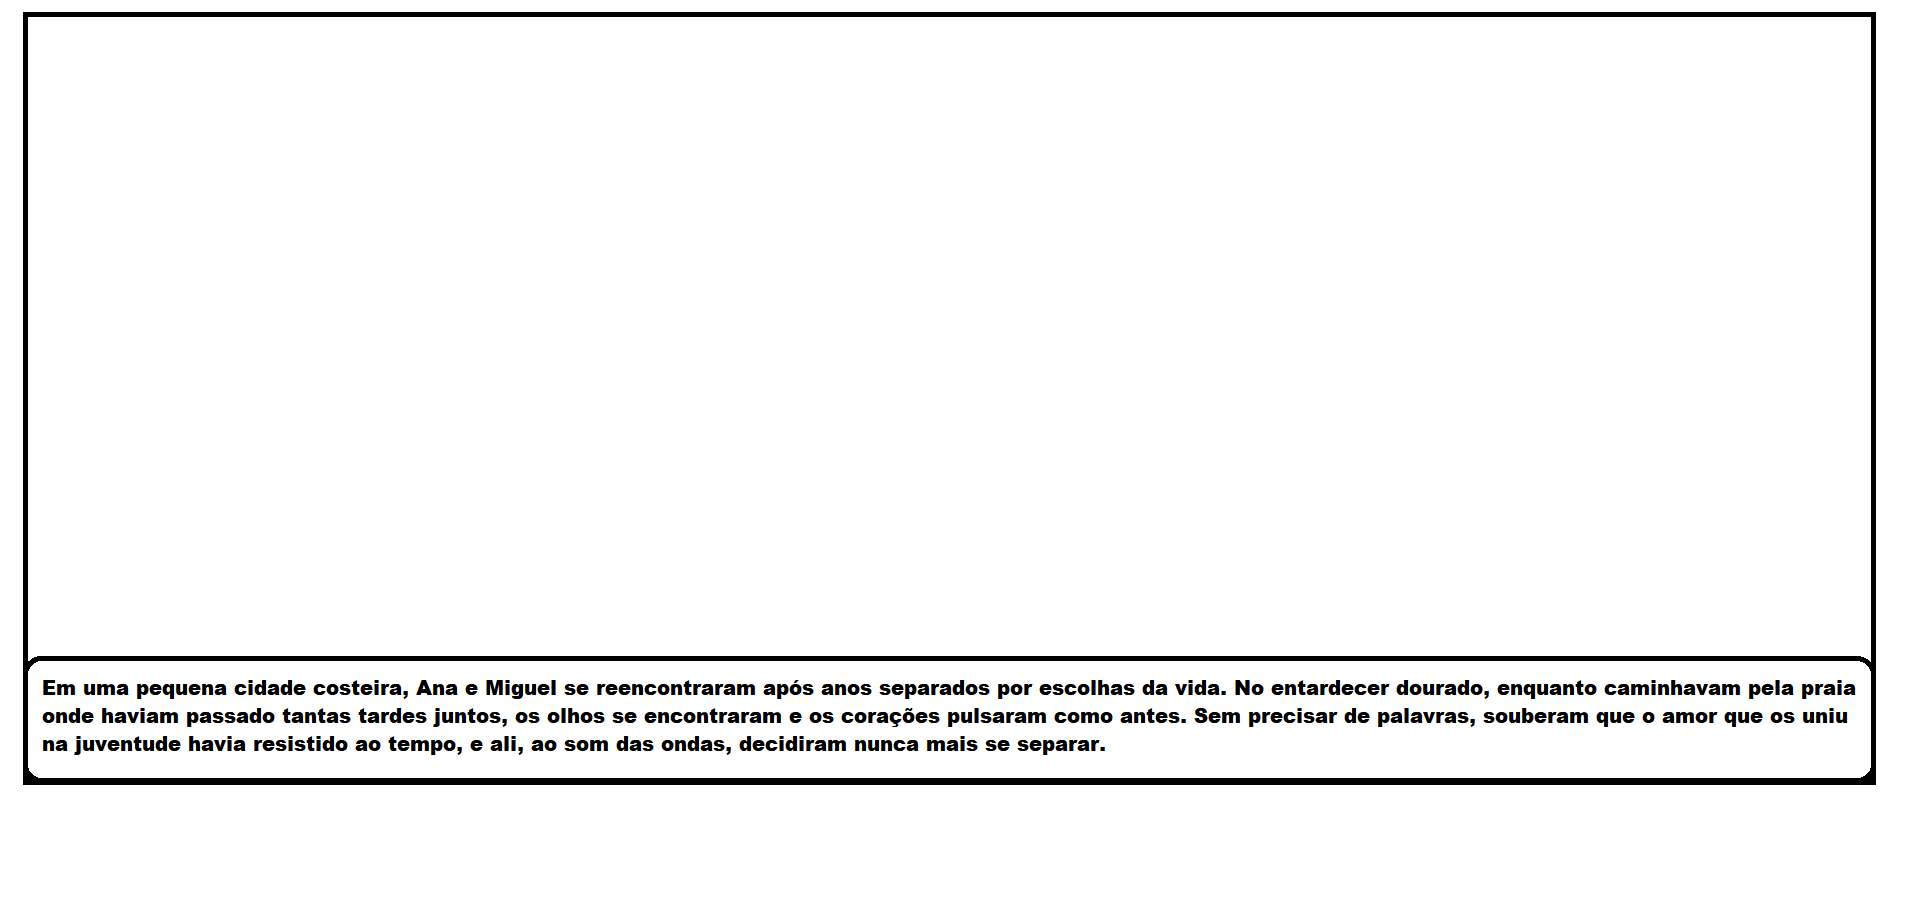 Em uma pequena cidade costeira, Ana e Miguel se reencontraram após anos separados por escolhas da vida. No entardecer dourado, enquanto caminhavam pela praia
onde haviam passado tantas tardes juntos, os olhos se encontraram e os corações pulsaram como antes. Sem precisar de palavras, souberam que o amor que os uniu
na juventude havia resistido ao tempo, e ali, ao som das ondas, decidiram nunca mais se separar.